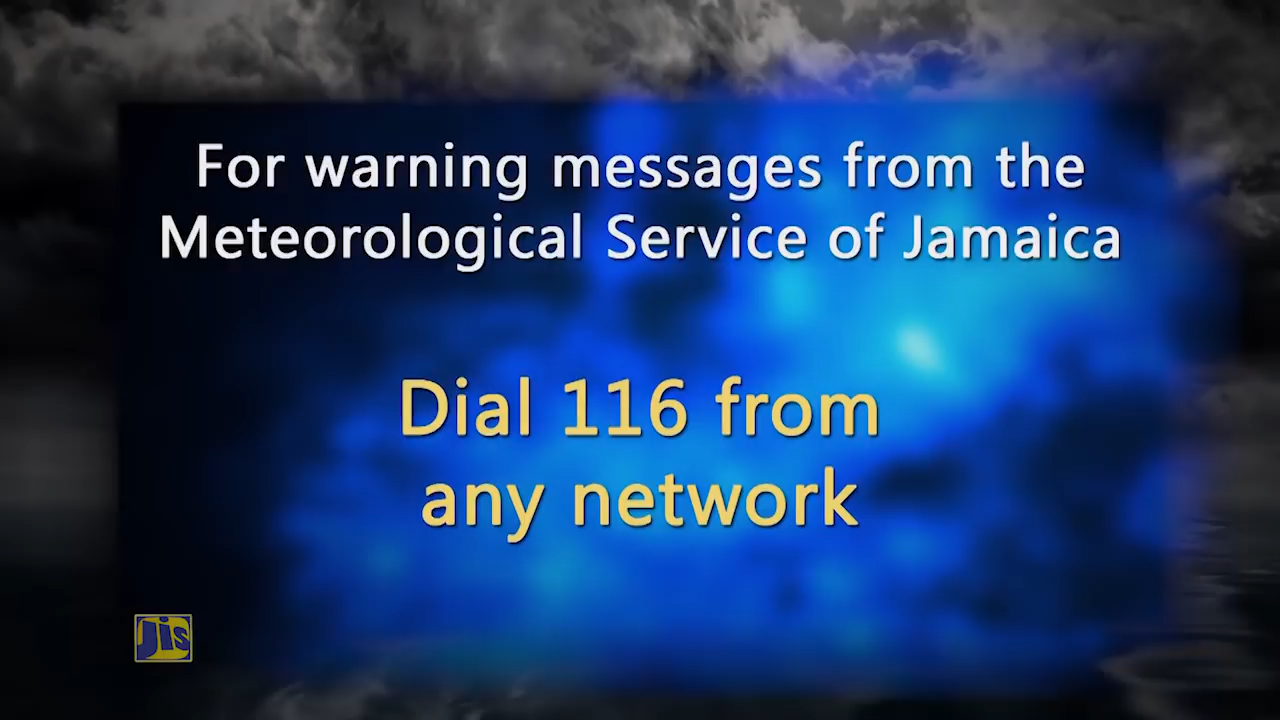 For warning messages from the
Meteorological Service of Jamaica
Dial 116 from
any network
Jis